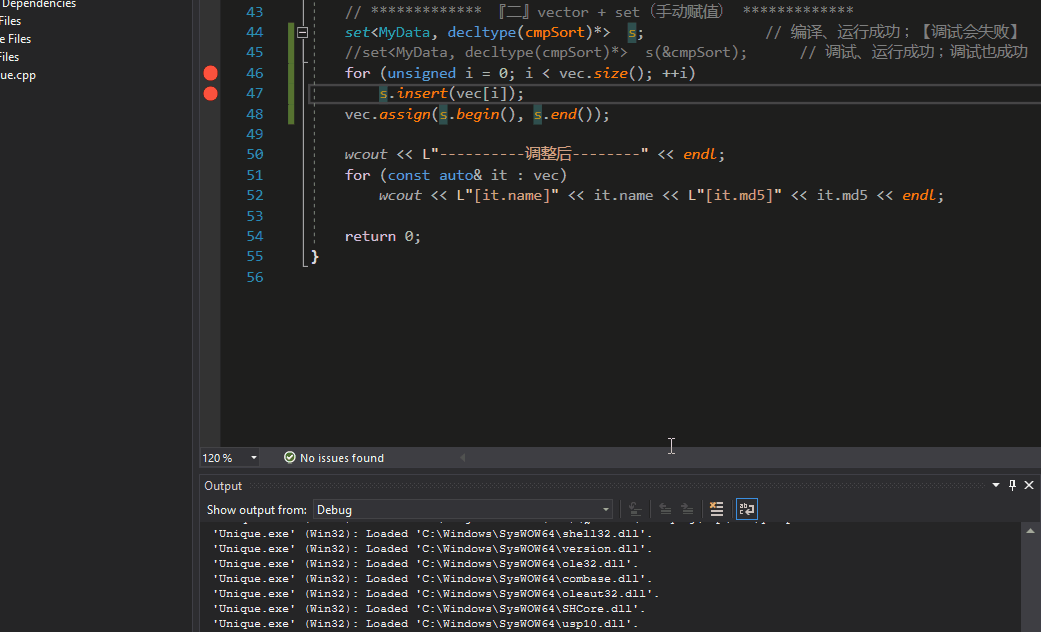 Dependencies
Files
e Files
Files
ue.cpp
43 // ************* 『二』vector + set（手动赋值） *************
44 set<MyData, decltype(cmpSort)*> s; // 编译、运行成功；【调试会失败】
45 //set<MyData, decltype(cmpSort)*> s(&cmpSort); // 调试、运行成功；调试也成功
46 for (unsigned i = 0; i < vec.size(); ++i)
47 s.insert(vec[i]);
48 vec.assign(s.begin(), s.end());
49
50 wcout << L"----------调整后--------" << endl;
51 for (const auto& it : vec)
52 wcout << L"[it.name]" << it.name << L"[it.md5]" << it.md5 << endl;
53
54 return 0;
55 }
56
120 % No issues found
Output
Show output from: Debug
'Unique.exe' (Win32): Loaded 'C:\Windows\SysWOW64\shell32.dll'.
'Unique.exe' (Win32): Loaded 'C:\Windows\SysWOW64\version.dll'.
'Unique.exe' (Win32): Loaded 'C:\Windows\SysWOW64\ole32.dll'.
'Unique.exe' (Win32): Loaded 'C:\Windows\SysWOW64\combase.dll'.
'Unique.exe' (Win32): Loaded 'C:\Windows\SysWOW64\oleaut32.dll'.
'Unique.exe' (Win32): Loaded 'C:\Windows\SysWOW64\SHCore.dll'.
'Unique.exe' (Win32): Loaded 'C:\Windows\SysWOW64\usp10.dll'.